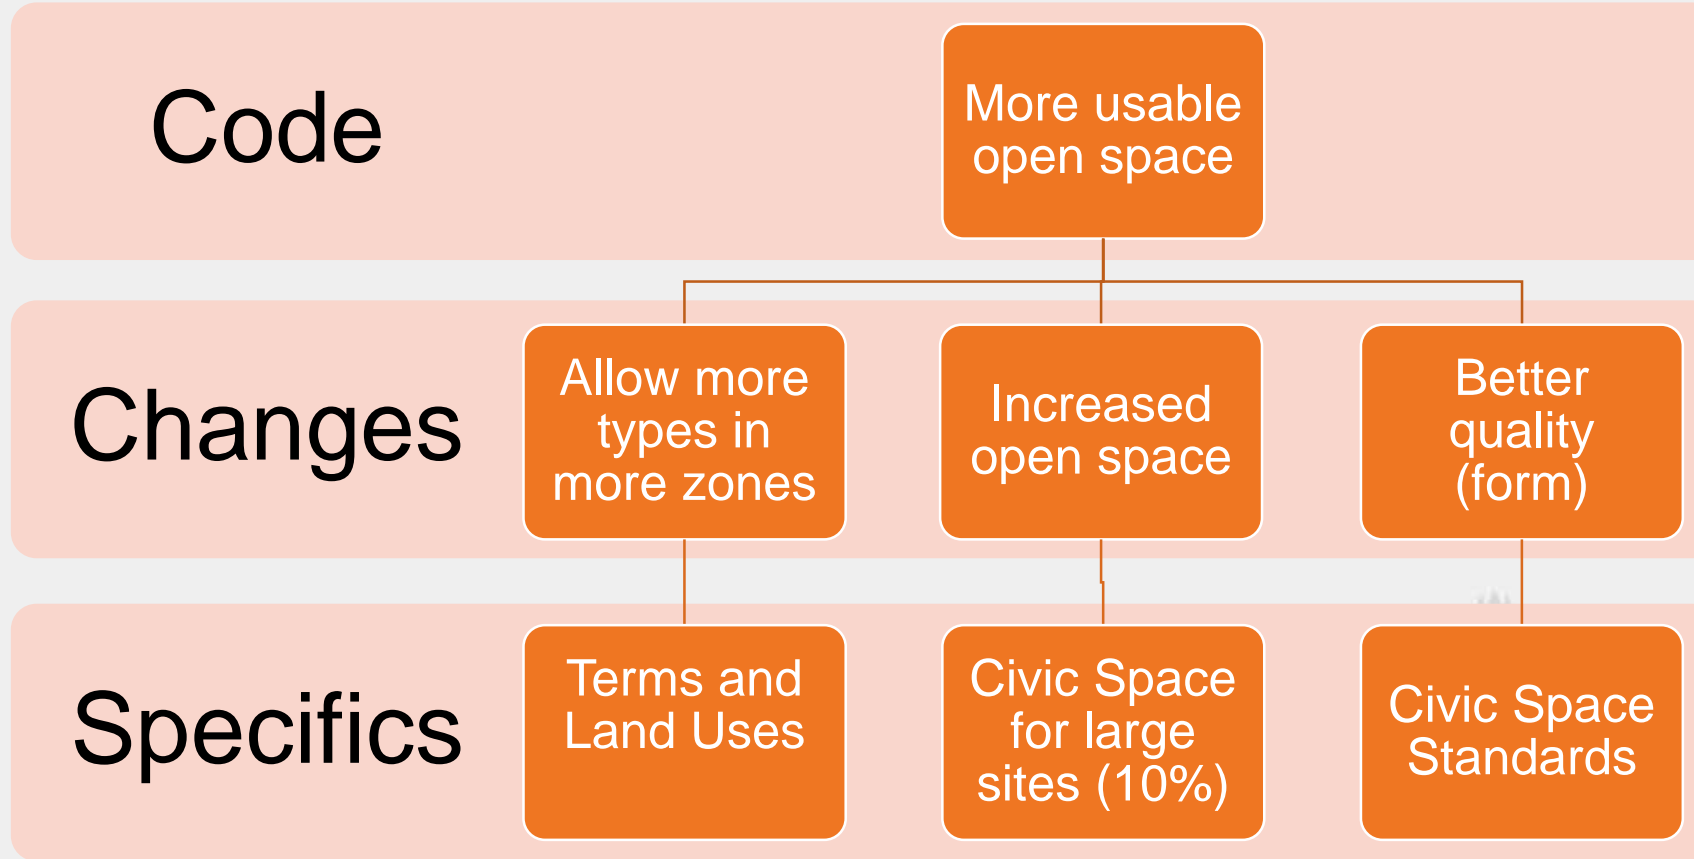 Code
More usable
open space
Changes
Allow more
types in
more zones
Increased
open space
Better
quality
(form)
Specifics
Terms and
Land Uses
Civic Space
for large
sites (10%)
Civic Space
Standards